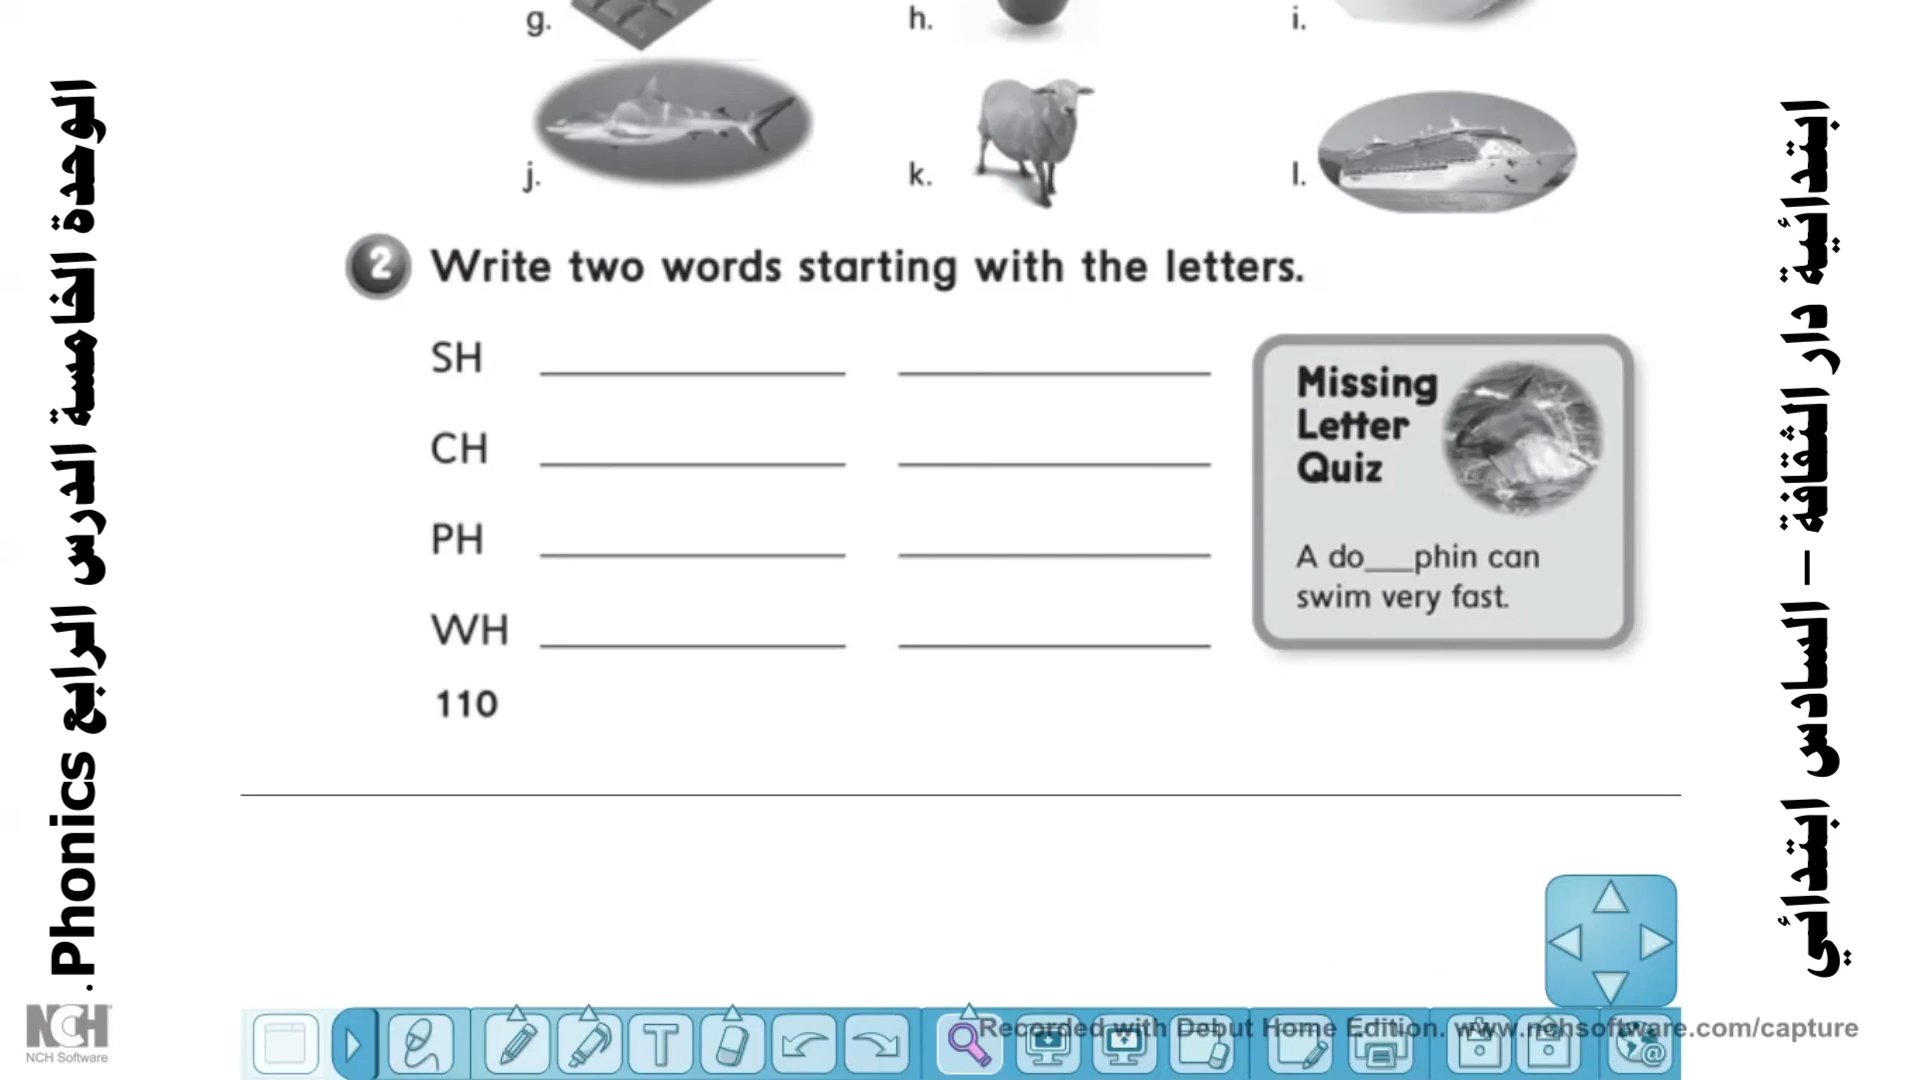 g.
h.
i.
j.
k.
l.
2 Write two words starting with the letters.
SH
CH
PH
WH
110
Missing
Letter
Quiz
A do___phin can
swim very fast.
الوحدة الخامسة الدرس الرابع Phonics.
ابتدائية دار الثقافة – السادس ابتدائي
NCH
NCH Software
T
Recorded with Debut Home Edition. www.nchsoftware.com/capture
@